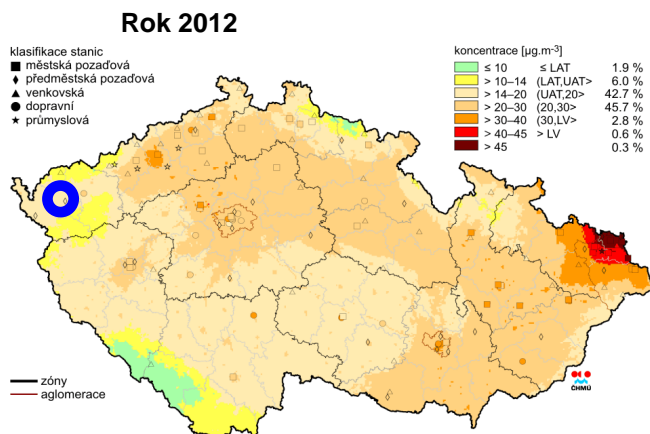 Rok 2012
klasifikace stanic
městská pozaďová
předměstská pozaďová
venkovská
dopravní
průmyslová
koncentrace [µg.m-³]
≤ 10 ≤ LAT 1.9 %
> 10–14 (LAT,UAT> 6.0 %
> 14–20 (UAT,20> 42.7 %
> 20–30 (20,30> 45.7 %
> 30–40 (30,LV> 2.8 %
> 40–45 > LV 0.6 %
> 45 0.3 %
zóny
aglomerace
ČHMÚ